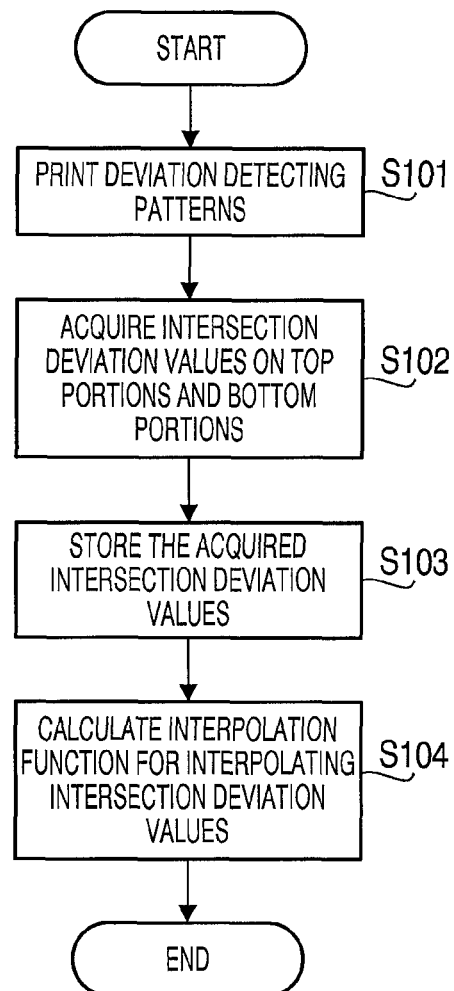 START
PRINT DEVIATION DETECTING
PATTERNS
S101
ACQUIRE INTERSECTION
DEVIATION VALUES ON TOP
PORTIONS AND BOTTOM
PORTIONS
S102
STORE THE ACQUIRED
INTERSECTION DEVIATION
VALUES
S103
CALCULATE INTERPOLATION
FUNCTION FOR INTERPOLATING
INTERSECTION DEVIATION
VALUES
S104
END